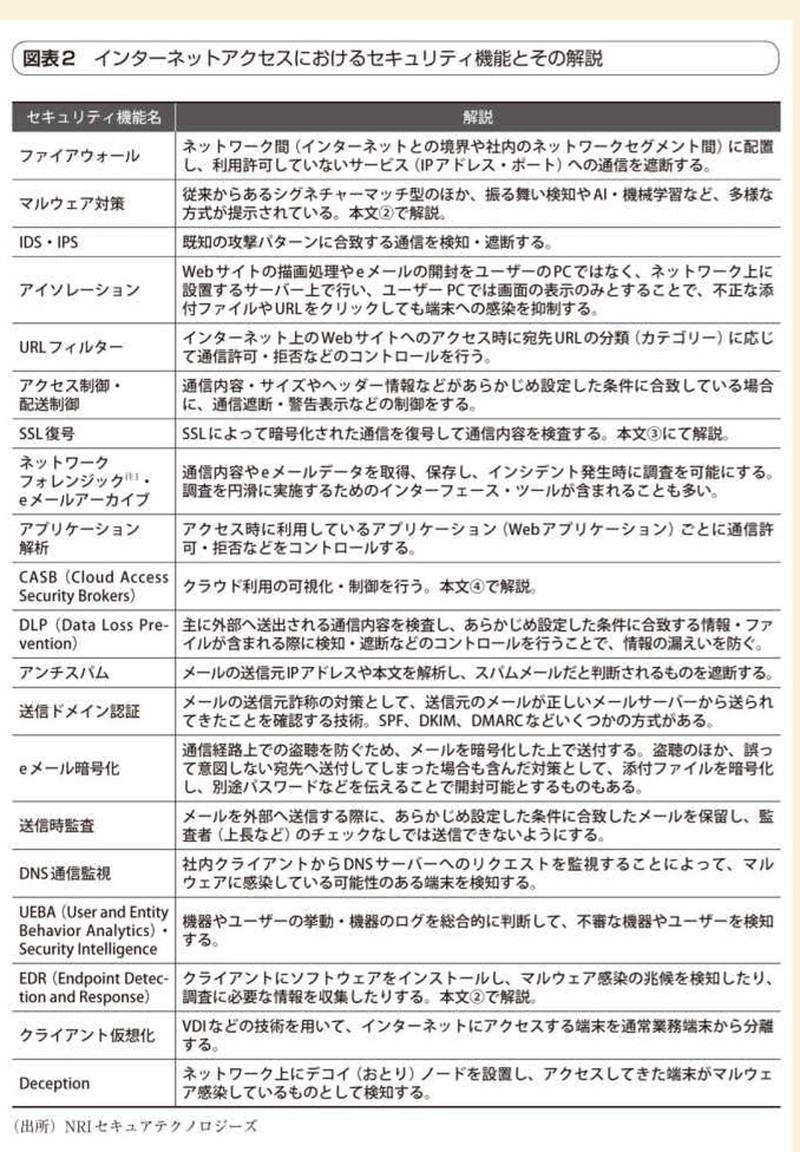 図表2 インターネットアクセスにおけるセキュリティ機能とその解説
セキュリティ機能名
解説
ファイアウォール
ネットワーク間（インターネットとの境界や社内のネットワークセグメント間）に配置
し、利用許可していないサービス（IPアドレス・ポート）への通信を遮断する。
マルウェア対策
従来からあるシグネチャーマッチ型のほか、振る舞い検知やAI・機械学習など、多様な
方式が提示されている。本文②で解説。
IDS・IPS
既知の攻撃パターンに合致する通信を検知・遮断する。
アイソレーション
Webサイトの描画処理やeメールの開封をユーザーのPCではなく、ネットワーク上に
設置するサーバー上で行い、ユーザーPCでは画面の表示のみとすることで、不正な添
付ファイルやURLをクリックしても端末への感染を抑制する。
URLフィルター
インターネット上のWebサイトへのアクセス時に宛先URLの分類（カテゴリー）に応じ
て通信許可・拒否などのコントロールを行う。
アクセス制御・
配送制御
通信内容・サイズやヘッダー情報などがあらかじめ設定した条件に合致している場合
に、通信遮断・警告表示などの制御をする。
SSL復号
SSLによって暗号化された通信を復号して通信内容を検査する。本文③にて解説。
ネットワーク
フォレンジック注1・
eメールアーカイブ
通信内容やeメールデータを取得、保存し、インシデント発生時に調査を可能にする。
調査を円滑に実施するためのインターフェース・ツールが含まれることも多い。
アプリケーション
解析
アクセス時に利用しているアプリケーション（Webアプリケーション）ごとに通信許
可・拒否などをコントロールする。
CASB（Cloud Access
Security Brokers）
クラウド利用の可視化・制御を行う。本文④で解説。
DLP（Data Loss Pre-
vention）
主に外部へ送出される通信内容を検査し、あらかじめ設定した条件に合致する情報・ファ
イルが含まれる際に検知・遮断などのコントロールを行うことで、情報の漏えいを防ぐ。
アンチスパム
メールの送信元IPアドレスや本文を解析し、スパムメールだと判断されるものを遮断する。
送信ドメイン認証
メールの送信元詐称の対策として、送信元のメールが正しいメールサーバーから送られ
てきたことを確認する技術。SPF、DKIM、DMARCなどいくつかの方式がある。
eメール暗号化
通信経路上での盗聴を防ぐため、メールを暗号化した上で送付する。盗聴のほか、誤っ
て意図しない宛先へ送付してしまった場合も含んだ対策として、添付ファイルを暗号化
し、別途パスワードなどを伝えることで開封可能とするものもある。
送信時監査
メールを外部へ送信する際に、あらかじめ設定した条件に合致したメールを保留し、監
査者（上長など）のチェックなしでは送信できないようにする。
DNS通信監視
社内クライアントからDNSサーバーへのリクエストを監視することによって、マル
ウェアに感染している可能性のある端末を検知する。
UEBA（User and Entity
Behavior Analytics）・
Security Intelligence
機器やユーザーの挙動・機器のログを総合的に判断して、不審な機器やユーザーを検知
する。
EDR（Endpoint Detec-
tion and Response）
クライアントにソフトウェアをインストールし、マルウェア感染の兆候を検知したり、
調査に必要な情報を収集したりする。本文②で解説。
クライアント仮想化
VDIなどの技術を用いて、インターネットにアクセスする端末を通常業務端末から分離
する。
Deception
ネットワーク上にデコイ（おとり）ノードを設置し、アクセスしてきた端末がマルウェ
ア感染しているものとして検知する。
（出所）NRIセキュアテクノロジーズ